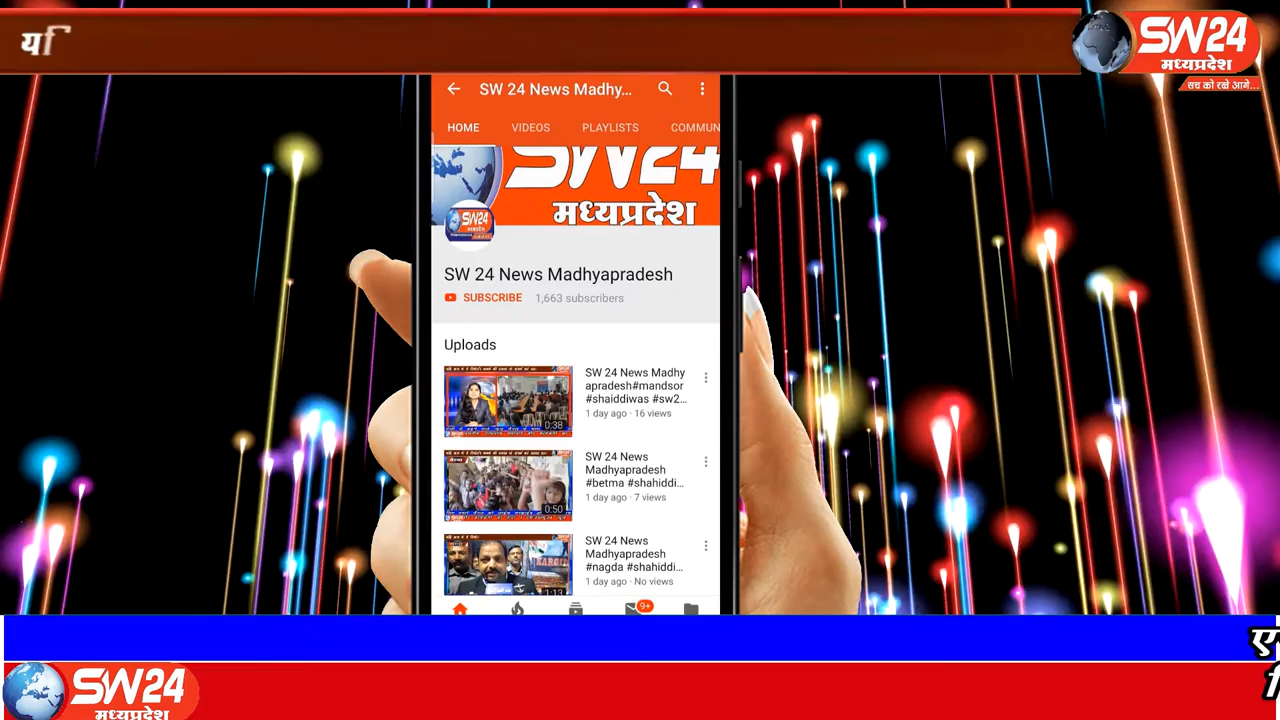 SW24
मध्यप्रदेश
सच को रखे आगे...
SW 24 News Madhy...
HOME VIDEOS PLAYLISTS COMMUN
SW24
मध्यप्रदेश
SW24
SW 24 News Madhyapradesh
SUBSCRIBE 1,663 subscribers
Uploads
SW 24 News Madhy
apradesh#mandsor
#shaiddiwas #sw2...
1 day ago · 16 views
0:38
SW 24 News
Madhyapradesh
#betma #shahiddi...
1 day ago · 7 views
0:50
SW 24 News
Madhyapradesh
#nagda #shahiddi...
1 day ago · No views
1:13
9+
SW24
मध्यप्रदेश